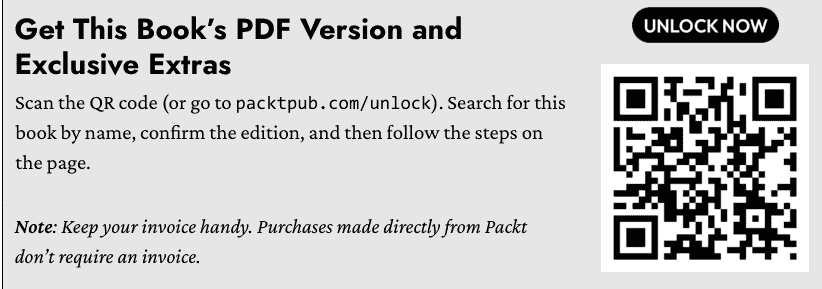 Get This Book’s PDF Version and
Exclusive Extras
UNLOCK NOW
Scan the QR code (or go to packtpub.com/unlock). Search for this
book by name, confirm the edition, and then follow the steps on
the page.
Note: Keep your invoice handy. Purchases made directly from Packt
don’t require an invoice.